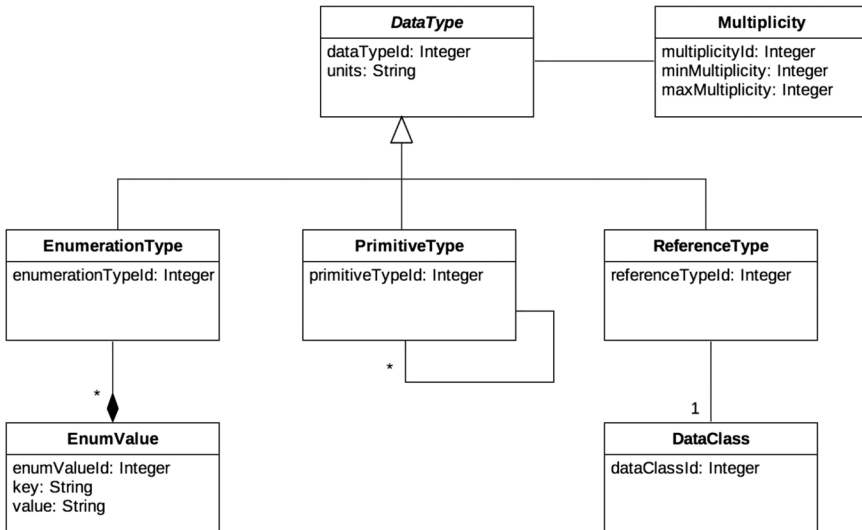 DataType
dataTypeId: Integer
units: String
Multiplicity
multiplicityId: Integer
minMultiplicity: Integer
maxMultiplicity: Integer
EnumerationType
enumerationTypeId: Integer
PrimitiveType
primitiveTypeId: Integer
*
ReferenceType
referenceTypeId: Integer
*
1
EnumValue
enumValueId: Integer
key: String
value: String
DataClass
dataClassId: Integer